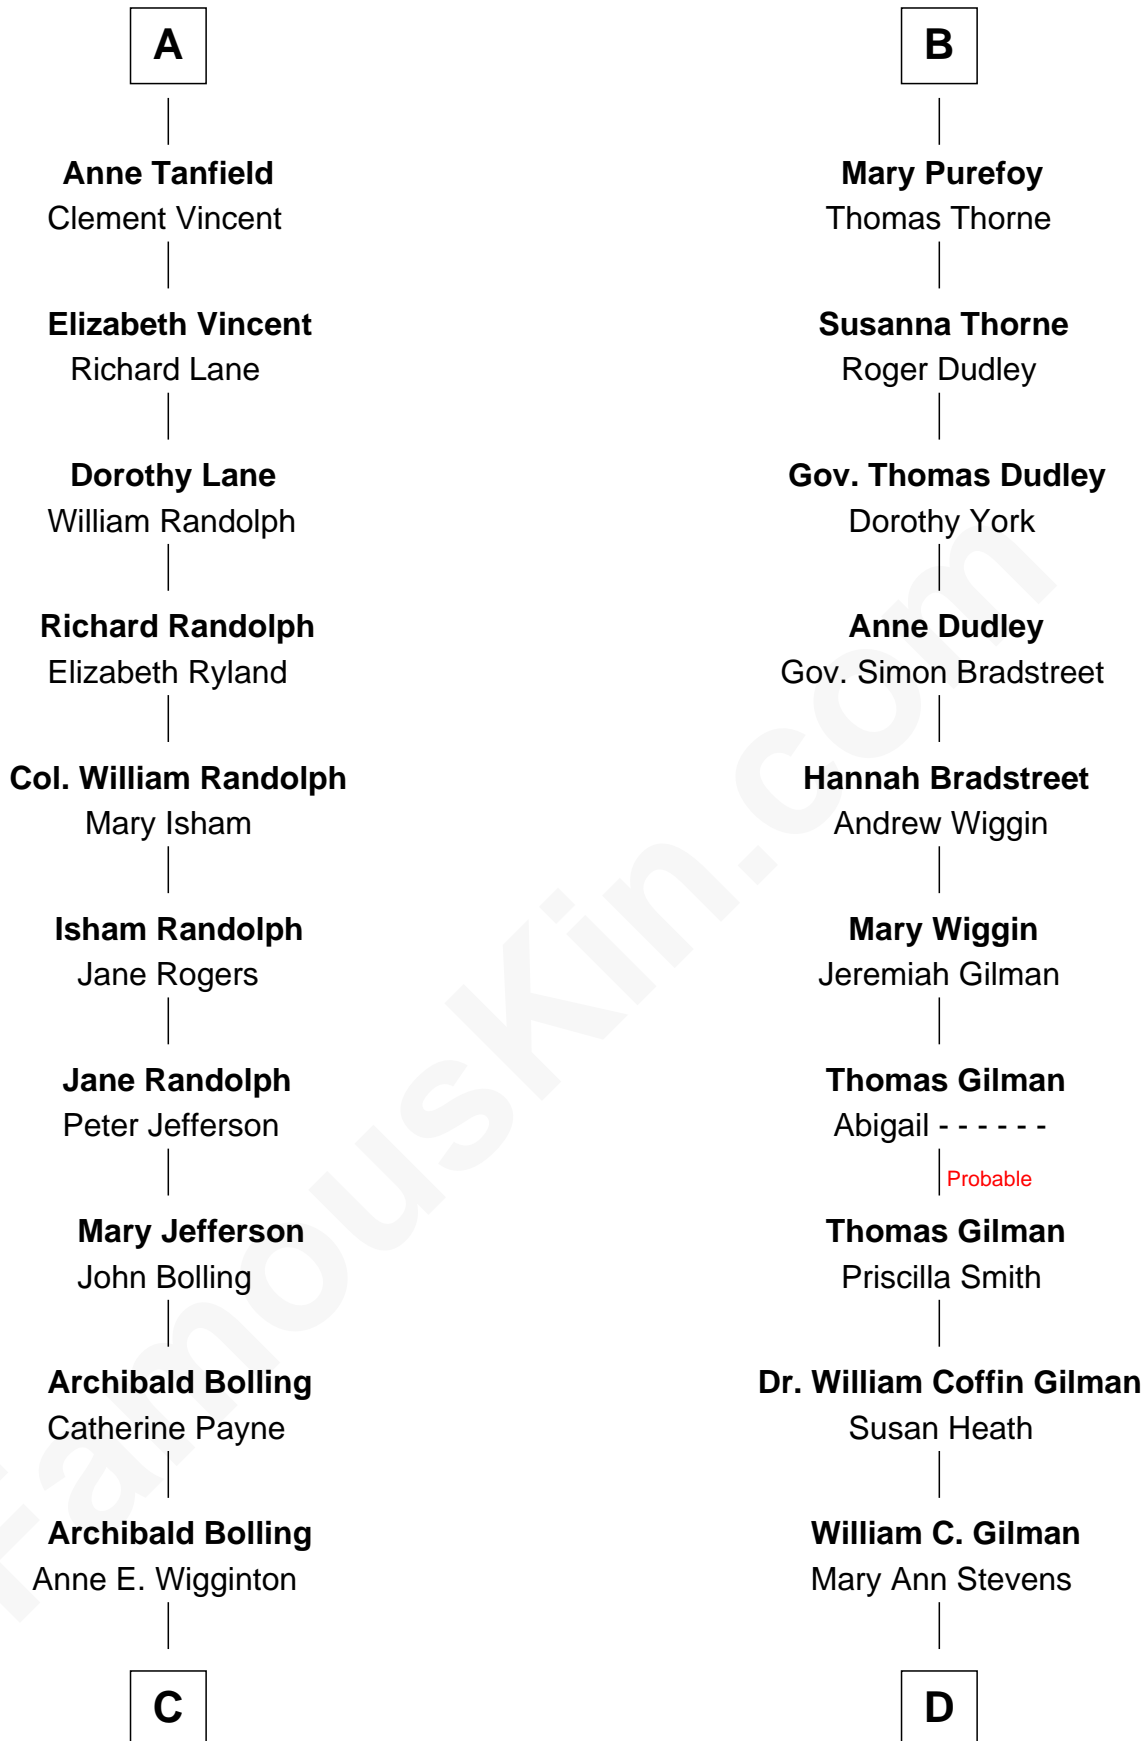 A
Anne Tanfield
Clement Vincent
Elizabeth Vincent
Richard Lane
Dorothy Lane
William Randolph
Richard Randolph
Elizabeth Ryland
Col. William Randolph
Mary Isham
Isham Randolph
Jane Rogers
Jane Randolph
Peter Jefferson
Mary Jefferson
John Bolling
Archibald Bolling
Catherine Payne
Archibald Bolling
Anne E. Wigginton
C
B
Mary Purefoy
Thomas Thorne
Susanna Thorne
Roger Dudley
Gov. Thomas Dudley
Dorothy York
Anne Dudley
Gov. Simon Bradstreet
Hannah Bradstreet
Andrew Wiggin
Mary Wiggin
Jeremiah Gilman
Thomas Gilman
Abigail - - - - - -
Probable
Thomas Gilman
Priscilla Smith
Dr. William Coffin Gilman
Susan Heath
William C. Gilman
Mary Ann Stevens
D
FamousKin.com